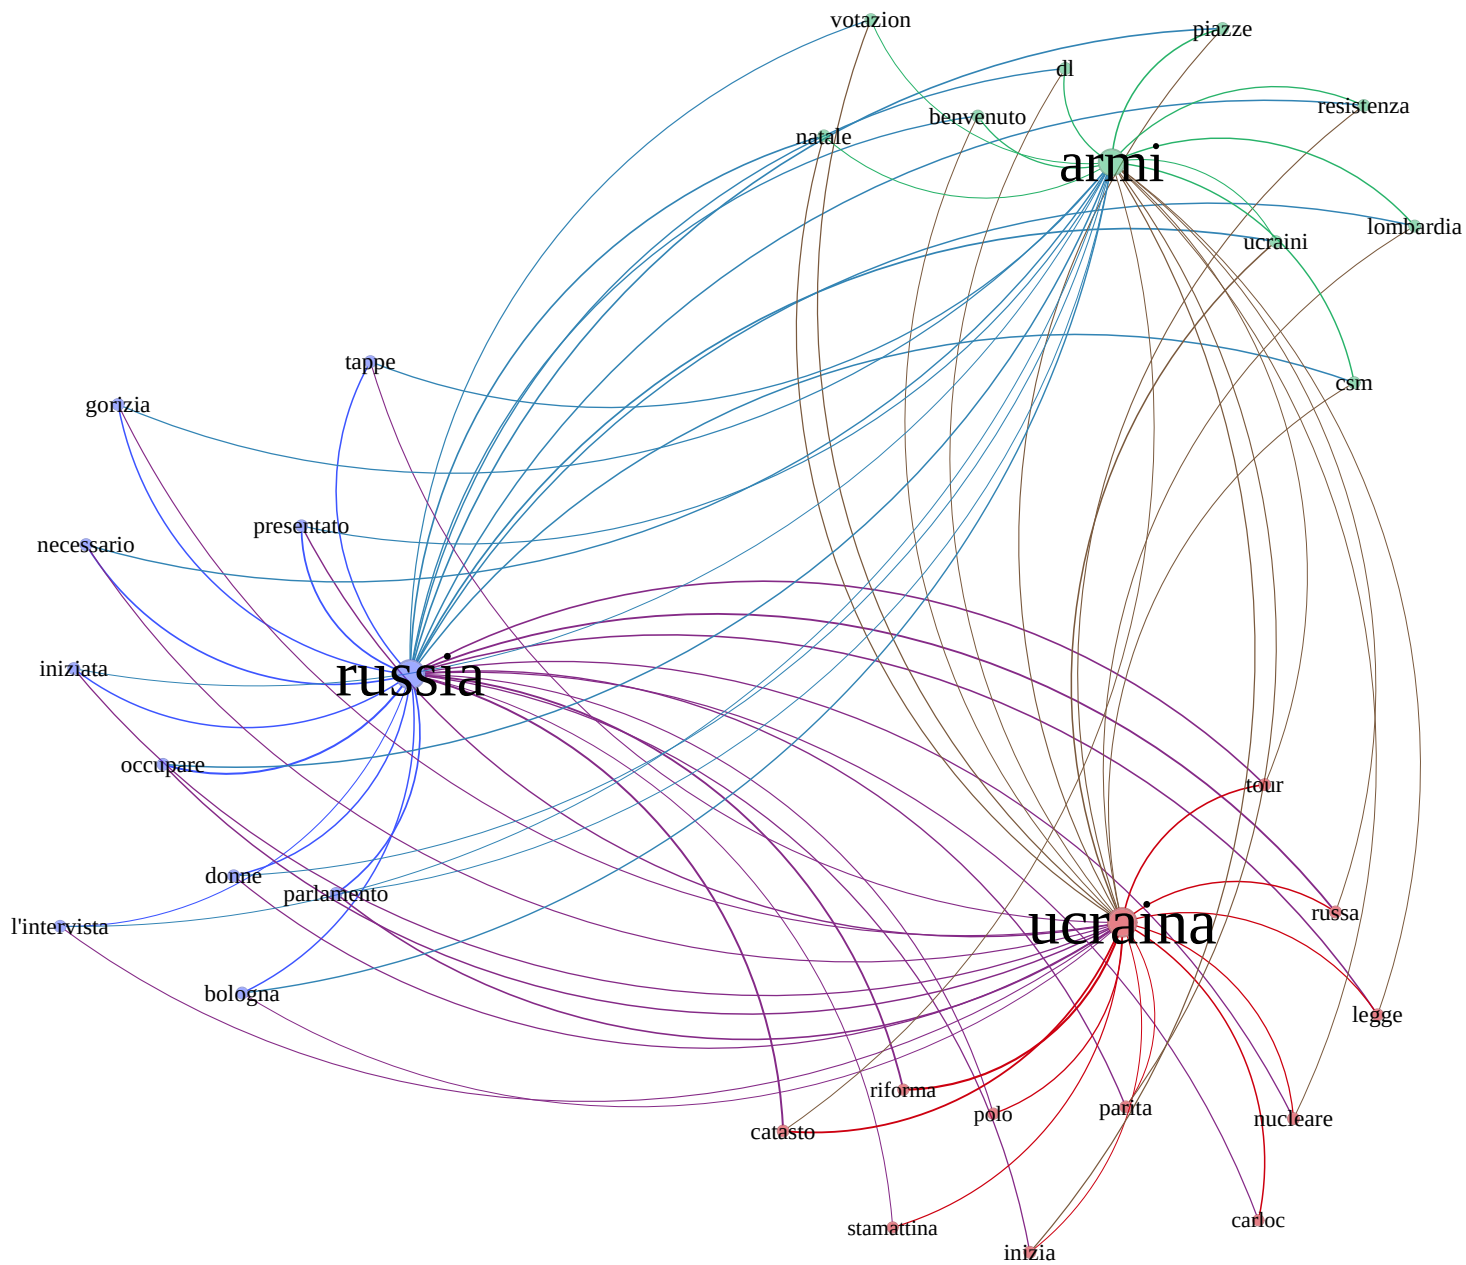 votazion
piazze
dl
resistenza
benvenuto
natale
armi
lombardia
ucraini
tappe
csm
gorizia
presentato
necessario
iniziata
russia
occupare
tour
donne
parlamento
l'intervista
russa
ucraina
bologna
legge
riforma
polo
parita
nucleare
catasto
stamattina
carloc
inizia